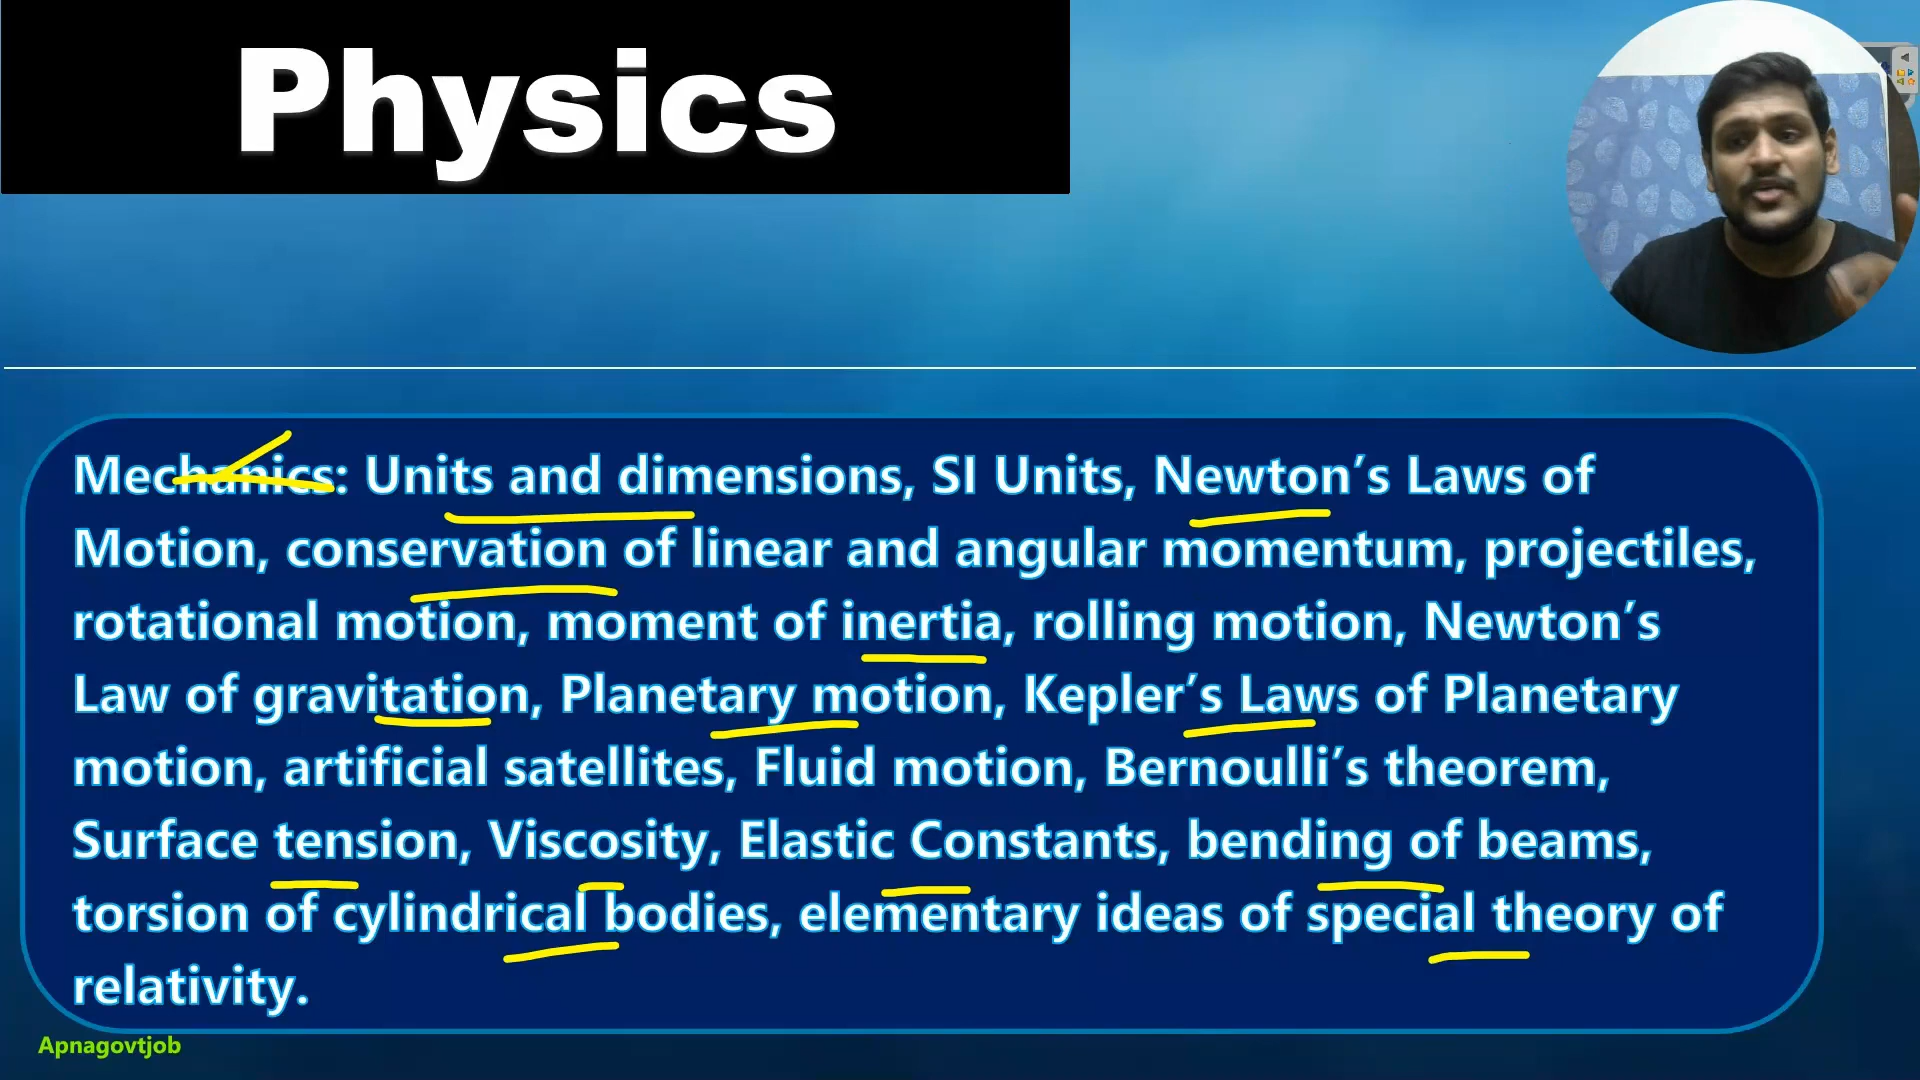 Physics
Mechanics: Units and dimensions, SI Units, Newton’s Laws of
Motion, conservation of linear and angular momentum, projectiles,
rotational motion, moment of inertia, rolling motion, Newton’s
Law of gravitation, Planetary motion, Kepler’s Laws of Planetary
motion, artificial satellites, Fluid motion, Bernoulli’s theorem,
Surface tension, Viscosity, Elastic Constants, bending of beams,
torsion of cylindrical bodies, elementary ideas of special theory of
relativity.
Apnagovtjob